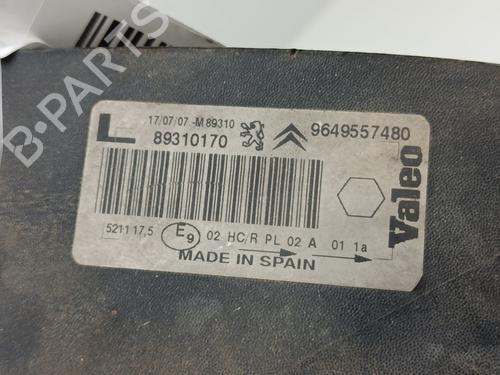 B-PARTS
17/07/07 -M89310
L 89310170 9649557480
Valeo
5211 17,5 E9 02 HC/R PL 02 A 01 1a
MADE IN SPAIN